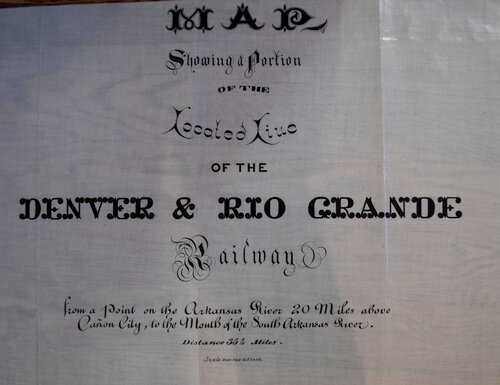 MAP
Showing a Portion
OF THE
Located Line
OF THE
DENVER & RIO GRANDE
Railway
from a Point on the Arkansas River 20 Miles above
Cañon City, to the Mouth of the South Arkansas River.
Distance 34¾ Miles.